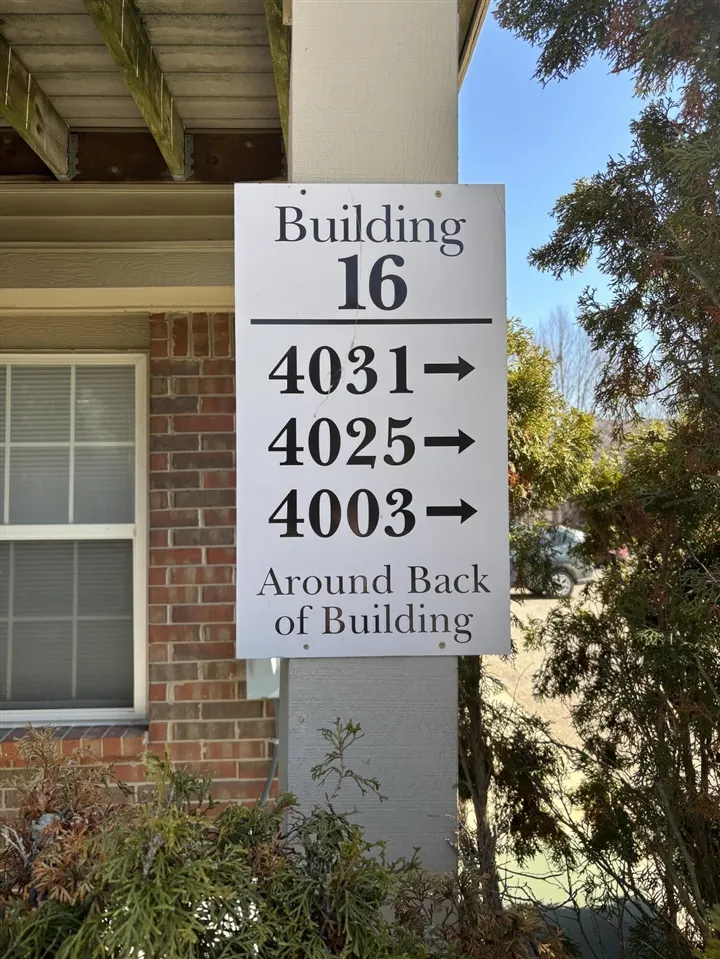 Building
16
4031→
4025→
4003→
Around Back
of Building